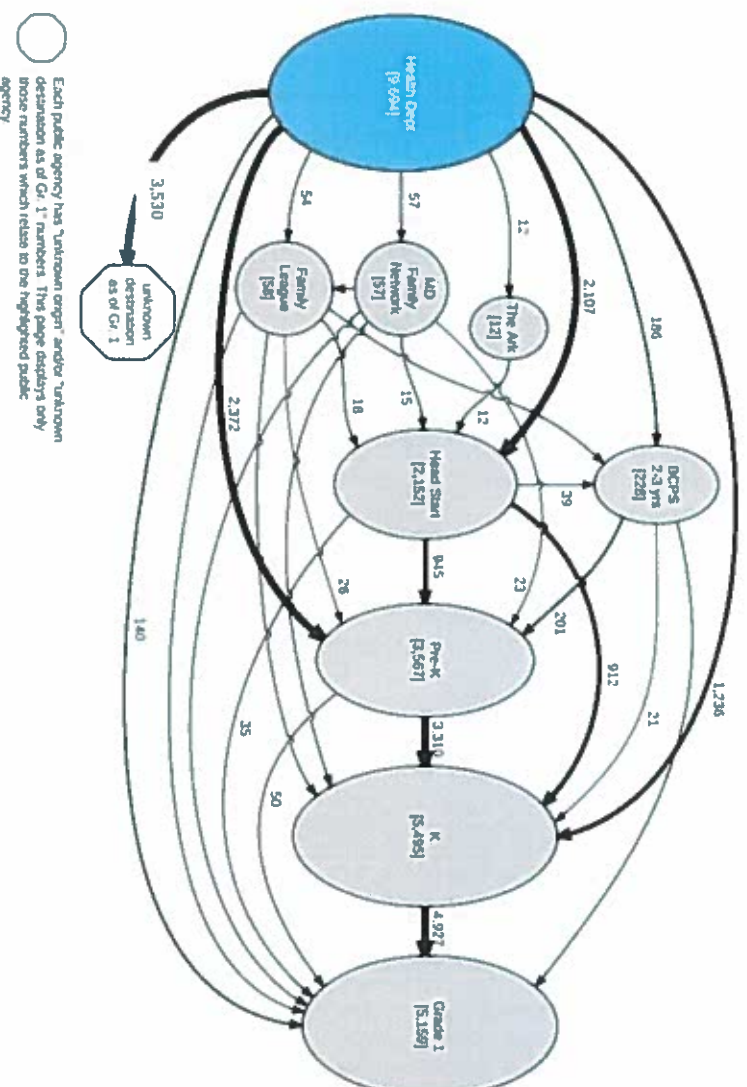 Health Dept
[9,694]
3,530
unknown
destination
as of Gr. 1
54
57
2,107
186
1,236
Family
League
[58]
MD
Family
Network
[57]
The Ark
[12]
2,372
18
15
12
BCPS
2-3 yrs
[228]
Head Start
[2,152]
39
140
26
945
23
201
35
Pre-K
[3,567]
912
21
50
3,310
K
[5,495]
4,927
Grade 1
[5,159]
Each public agency has "unknown origin" and/or "unknown
destination as of Gr. 1" numbers. This page displays only
those numbers which relate to the highlighted public
agency